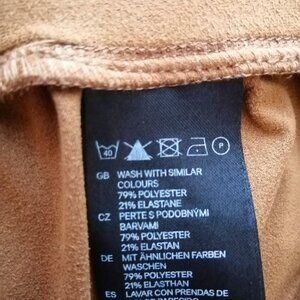 40
P
GB WASH WITH SIMILAR
COLOURS
79% POLYESTER
21% ELASTANE
CZ PERTE S PODOBNÝMI
BARVAMI
79% POLYESTER
21% ELASTAN
DE MIT ÄHNLICHEN FARBEN
WASCHEN
79% POLYESTER
21% ELASTHAN
ES LAVAR CON PRENDAS DE